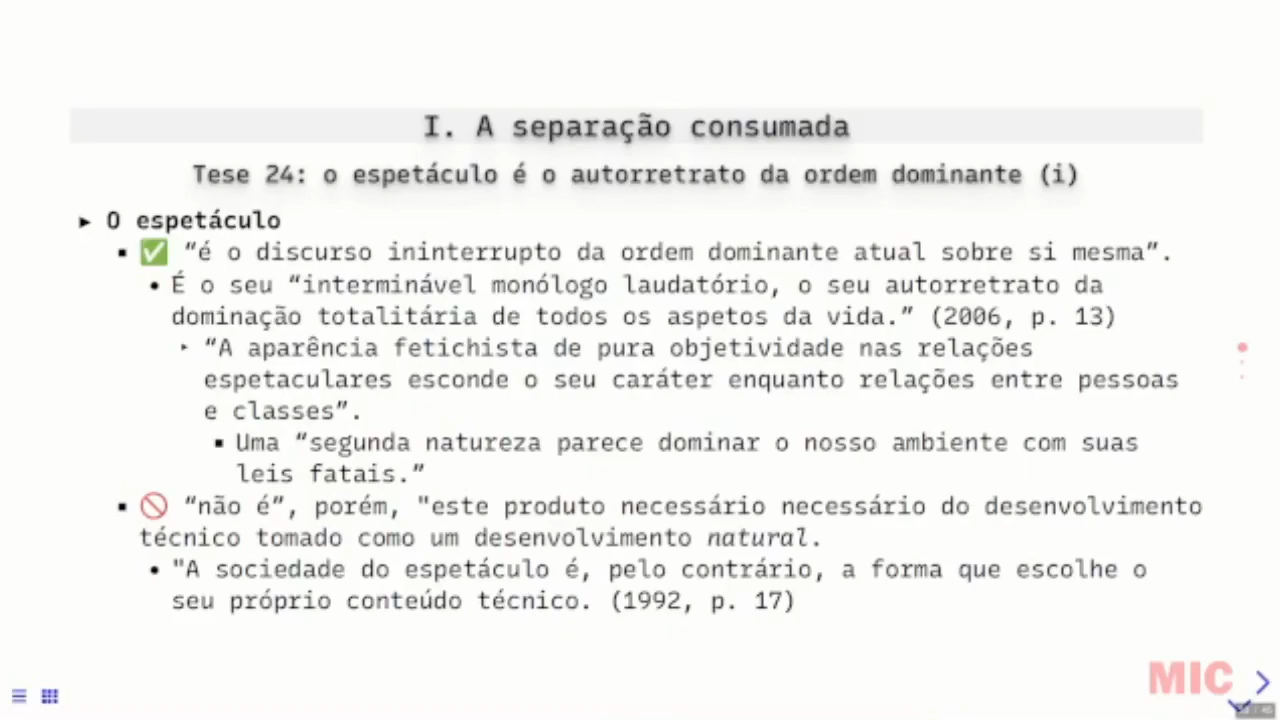 I. A separação consumada
Tese 24: o espetáculo é o autorretrato da ordem dominante (i)
▸ O espetáculo
▪ ✅ “é o discurso ininterrupto da ordem dominante atual sobre si mesma”.
• É o seu “interminável monólogo laudatório, o seu autorretrato da
dominação totalitária de todos os aspetos da vida.” (2006, p. 13)
‣ “A aparência fetichista de pura objetividade nas relações
espetaculares esconde o seu caráter enquanto relações entre pessoas
e classes”.
▪ Uma “segunda natureza parece dominar o nosso ambiente com suas
leis fatais.”
▪ 🚫 “não é”, porém, "este produto necessário necessário do desenvolvimento
técnico tomado como um desenvolvimento natural.
• "A sociedade do espetáculo é, pelo contrário, a forma que escolhe o
seu próprio conteúdo técnico. (1992, p. 17)
MIC